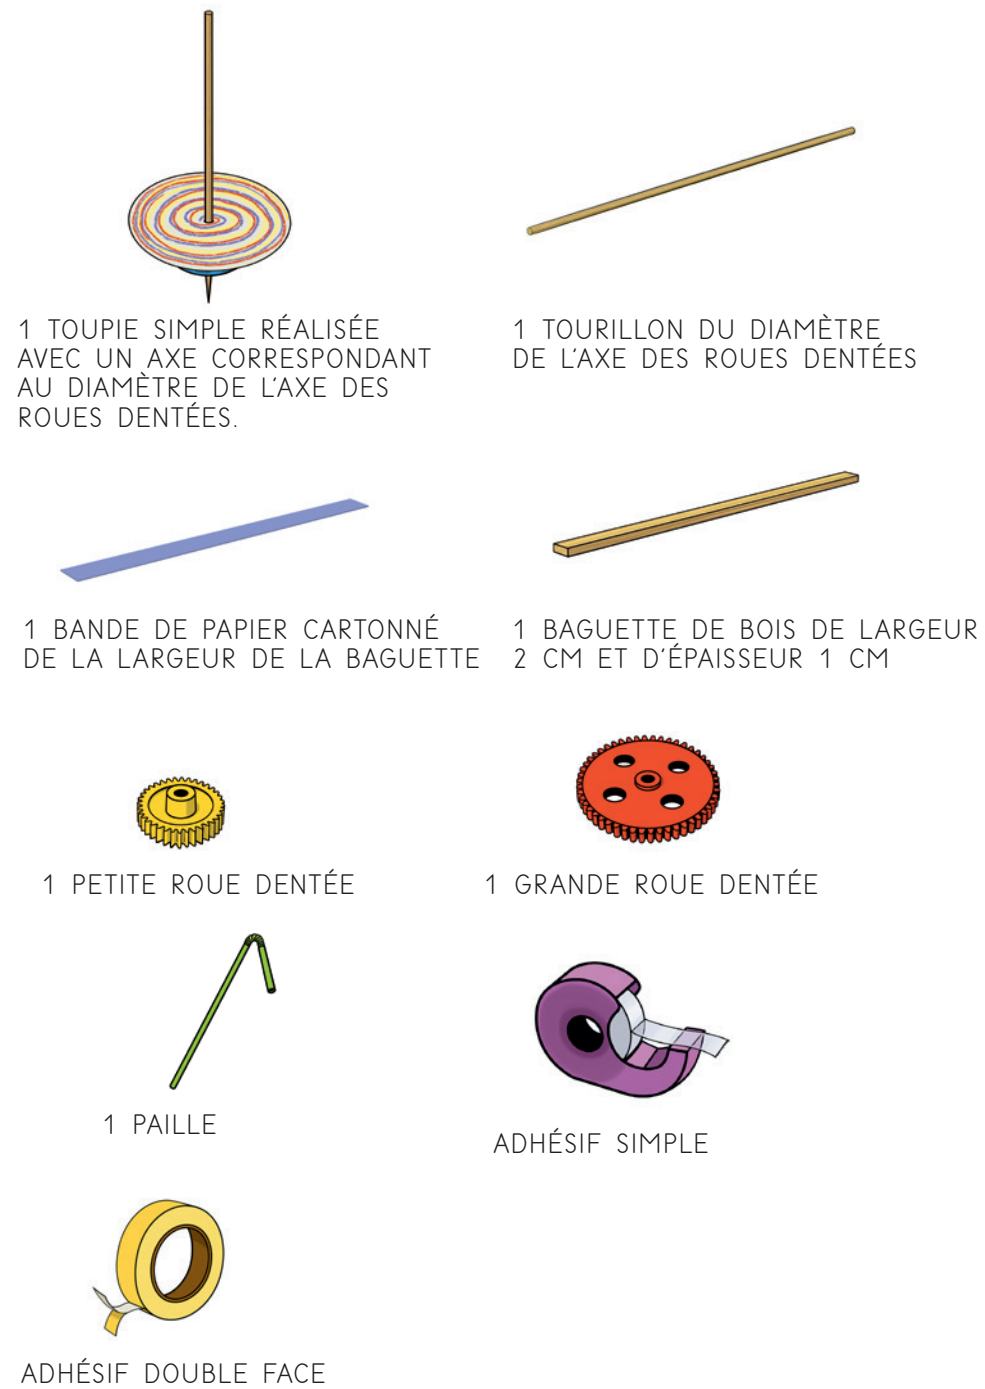 1 TOUPIE SIMPLE RÉALISÉE
AVEC UN AXE CORRESPONDANT
AU DIAMÈTRE DE L'AXE DES
ROUES DENTÉES.
1 TOURILLON DU DIAMÈTRE
DE L'AXE DES ROUES DENTÉES
1 BANDE DE PAPIER CARTONNÉ
DE LA LARGEUR DE LA BAGUETTE
1 BAGUETTE DE BOIS DE LARGEUR
2 CM ET D'ÉPAISSEUR 1 CM
1 PETITE ROUE DENTÉE
1 GRANDE ROUE DENTÉE
1 PAILLE
ADHÉSIF SIMPLE
ADHÉSIF DOUBLE FACE